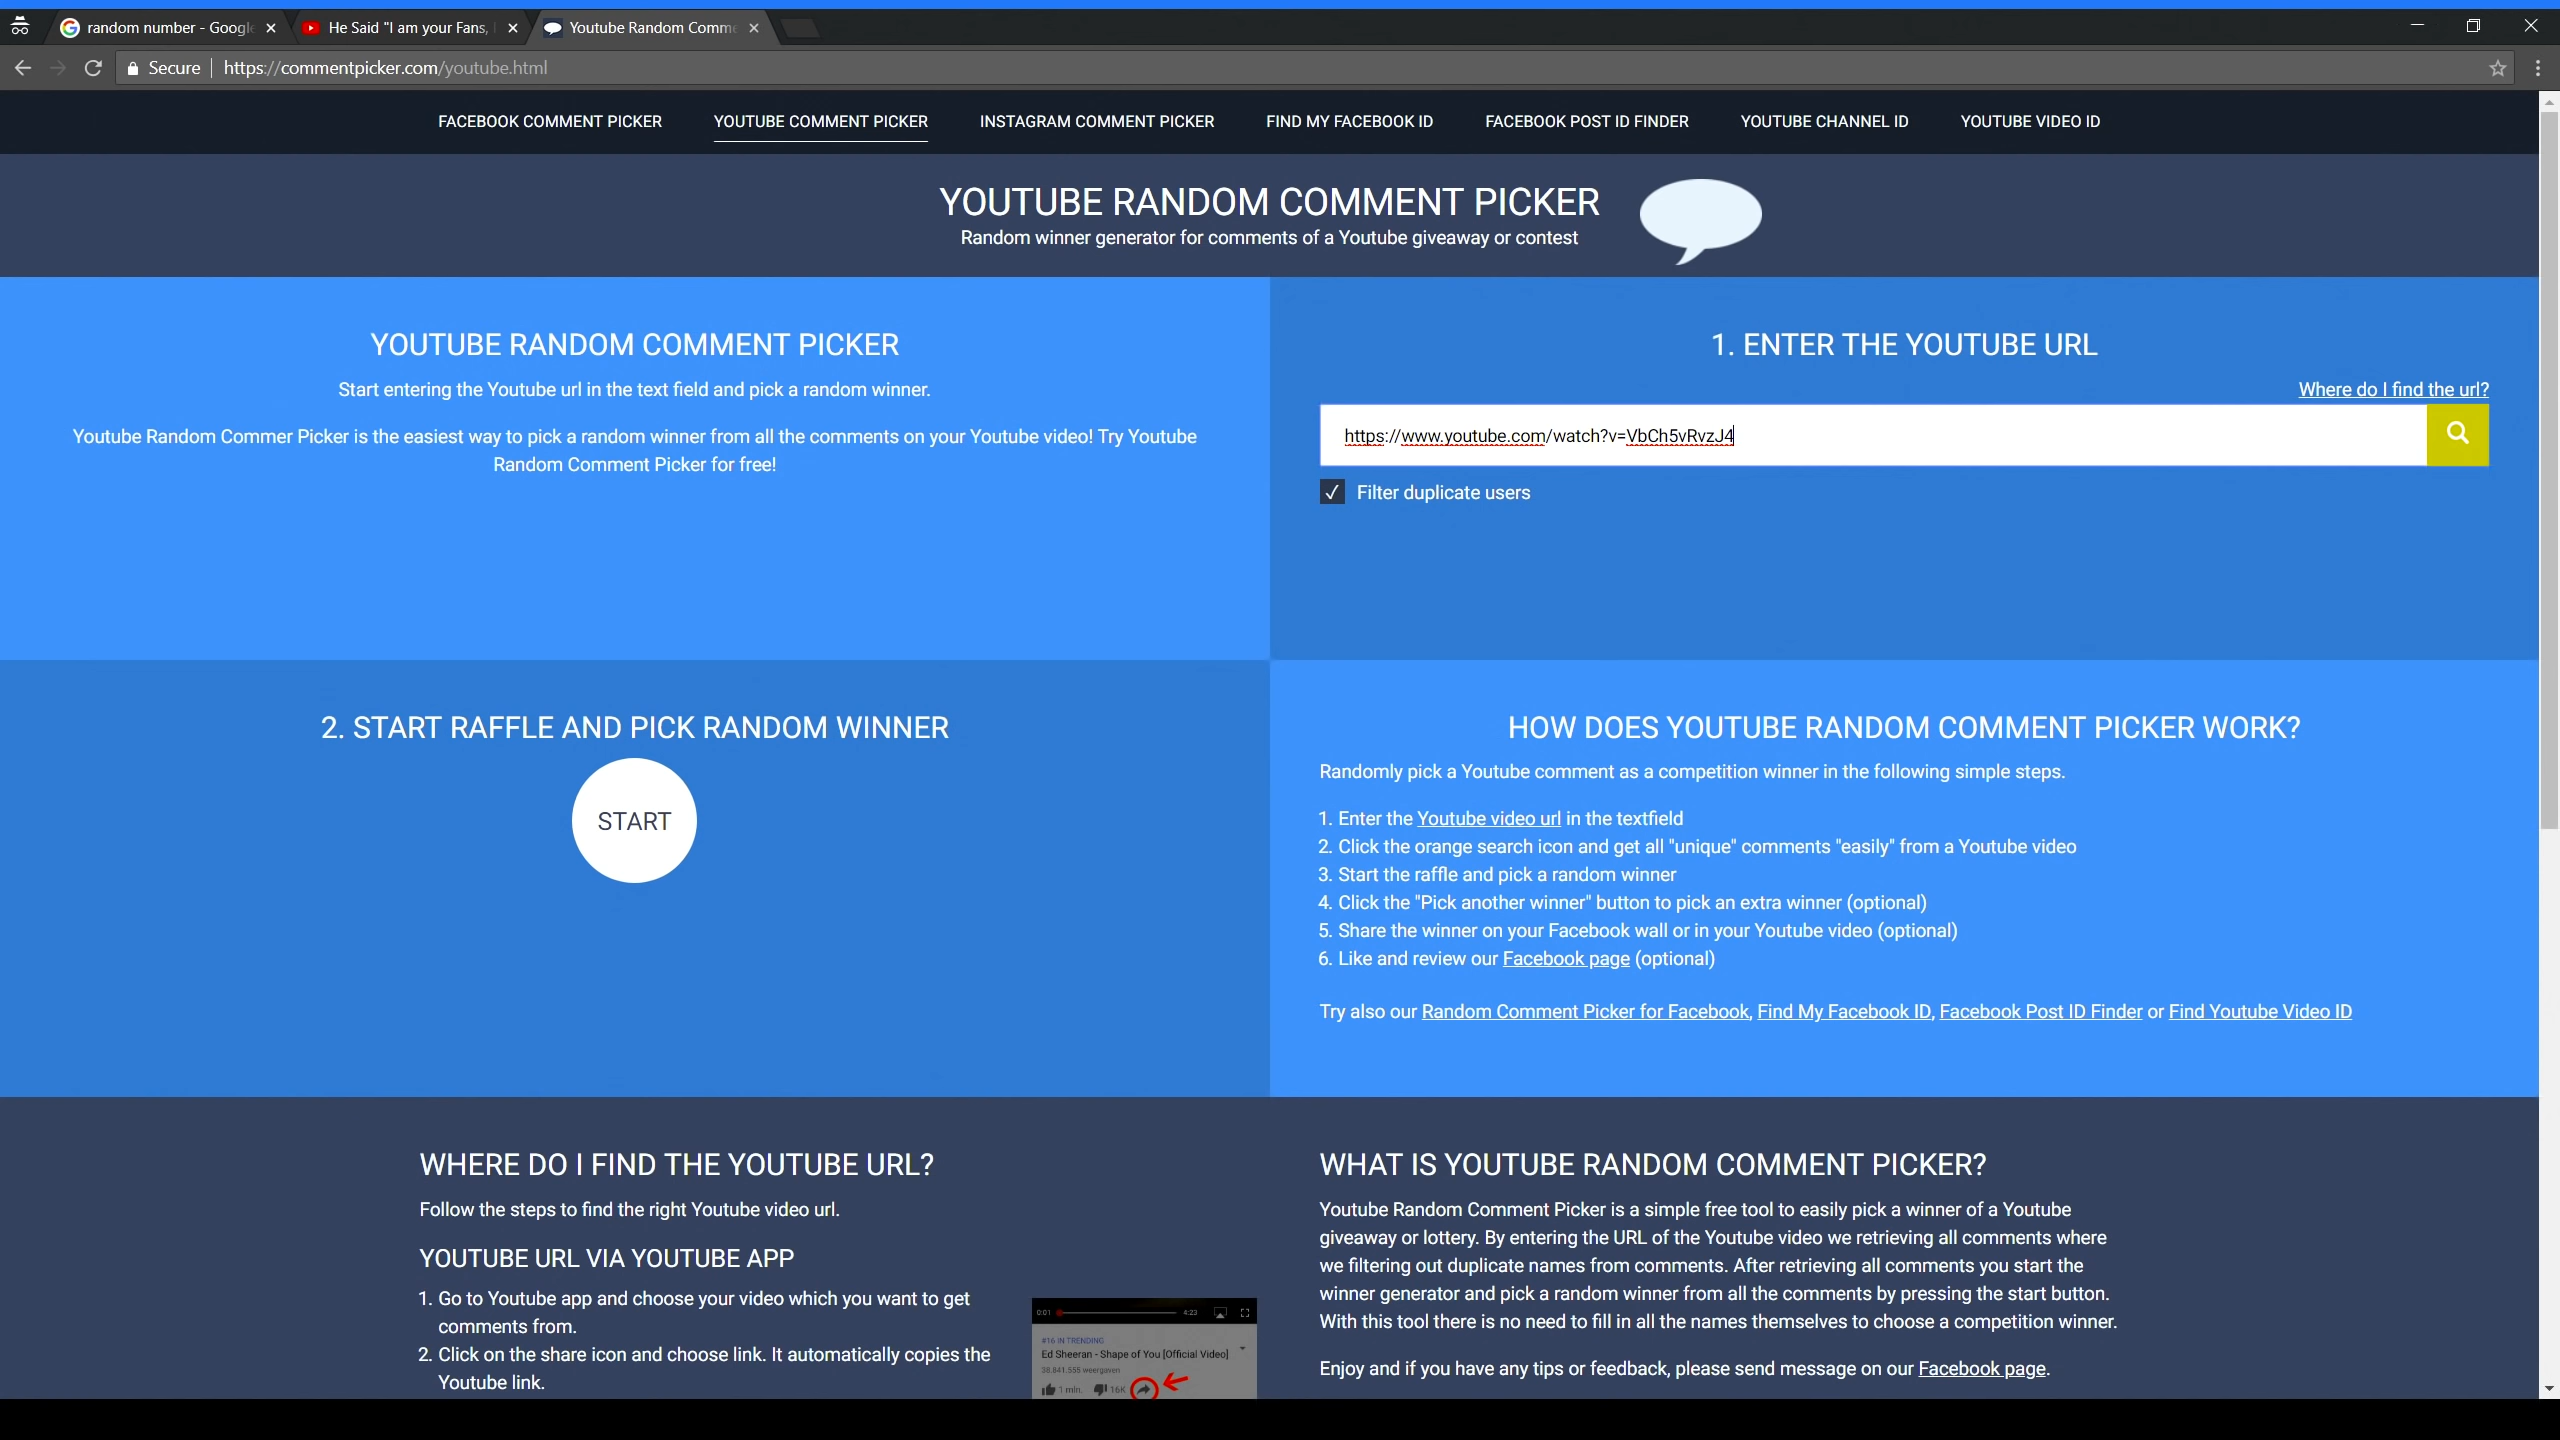 random number - Google
He Said "I am your Fans,
Youtube Random Comme
Secure
https://commentpicker.com/youtube.html
FACEBOOK COMMENT PICKER
YOUTUBE COMMENT PICKER
INSTAGRAM COMMENT PICKER
FIND MY FACEBOOK ID
FACEBOOK POST ID FINDER
YOUTUBE CHANNEL ID
YOUTUBE VIDEO ID
YOUTUBE RANDOM COMMENT PICKER
Random winner generator for comments of a Youtube giveaway or contest
YOUTUBE RANDOM COMMENT PICKER
Start entering the Youtube url in the text field and pick a random winner.
Youtube Random Commer Picker is the easiest way to pick a random winner from all the comments on your Youtube video! Try Youtube
Random Comment Picker for free!
1. ENTER THE YOUTUBE URL
Where do I find the url?
https://www.youtube.com/watch?v=VbCh5vRvzJ4
Filter duplicate users
2. START RAFFLE AND PICK RANDOM WINNER
START
HOW DOES YOUTUBE RANDOM COMMENT PICKER WORK?
Randomly pick a Youtube comment as a competition winner in the following simple steps.
1. Enter the Youtube video url in the textfield
2. Click the orange search icon and get all "unique" comments "easily" from a Youtube video
3. Start the raffle and pick a random winner
4. Click the "Pick another winner" button to pick an extra winner (optional)
5. Share the winner on your Facebook wall or in your Youtube video (optional)
6. Like and review our Facebook page (optional)
Try also our Random Comment Picker for Facebook, Find My Facebook ID, Facebook Post ID Finder or Find Youtube Video ID
WHERE DO I FIND THE YOUTUBE URL?
Follow the steps to find the right Youtube video url.
YOUTUBE URL VIA YOUTUBE APP
1. Go to Youtube app and choose your video which you want to get
comments from.
2. Click on the share icon and choose link. It automatically copies the
Youtube link.
0:01
4:23
#16 IN TRENDING
Ed Sheeran - Shape of You [Official Video]
38.841.555 weergaven
1 mln.
16K
WHAT IS YOUTUBE RANDOM COMMENT PICKER?
Youtube Random Comment Picker is a simple free tool to easily pick a winner of a Youtube
giveaway or lottery. By entering the URL of the Youtube video we retrieving all comments where
we filtering out duplicate names from comments. After retrieving all comments you start the
winner generator and pick a random winner from all the comments by pressing the start button.
With this tool there is no need to fill in all the names themselves to choose a competition winner.
Enjoy and if you have any tips or feedback, please send message on our Facebook page.